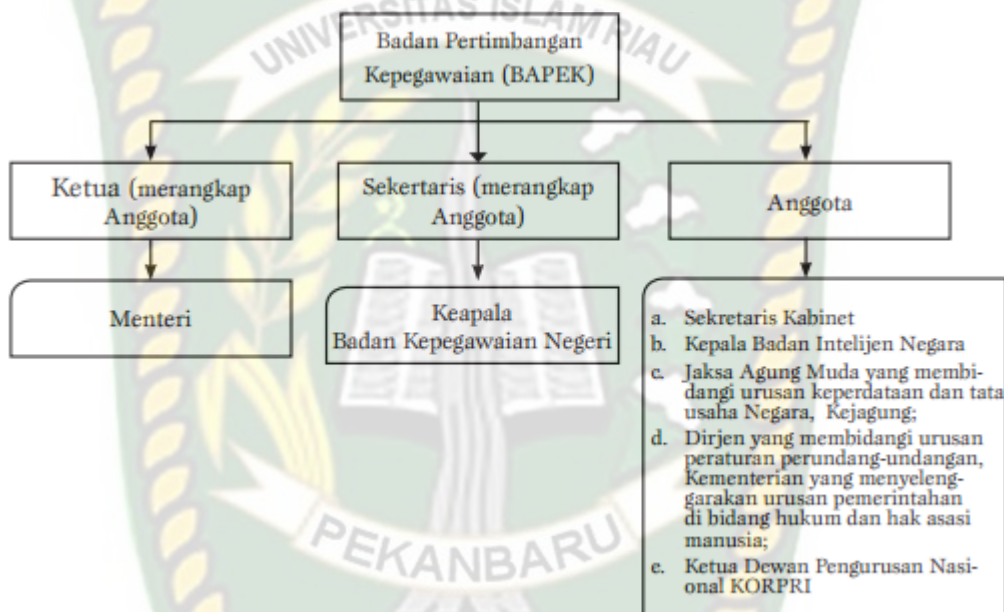 UNIVERSITAS ISLAM RIAU
Badan Pertimbangan
Kepegawaian (BAPEK)
Ketua (merangkap
Anggota)
Sekertaris (merangkap
Anggota)
Anggota
Menteri
Keapala
Badan Kepegawaian Negeri
a. Sekretaris Kabinet
b. Kepala Badan Intelijen Negara
c. Jaksa Agung Muda yang membi-
dangi urusan keperdataan dan tata
usaha Negara, Kejagung;
d. Dirjen yang membidangi urusan
peraturan perundang-undangan,
Kementerian yang menyeleng-
garakan urusan pemerintahan
di bidang hukum dan hak asasi
manusia;
e. Ketua Dewan Pengurusan Nasi-
onal KORPRI
PEKANBARU